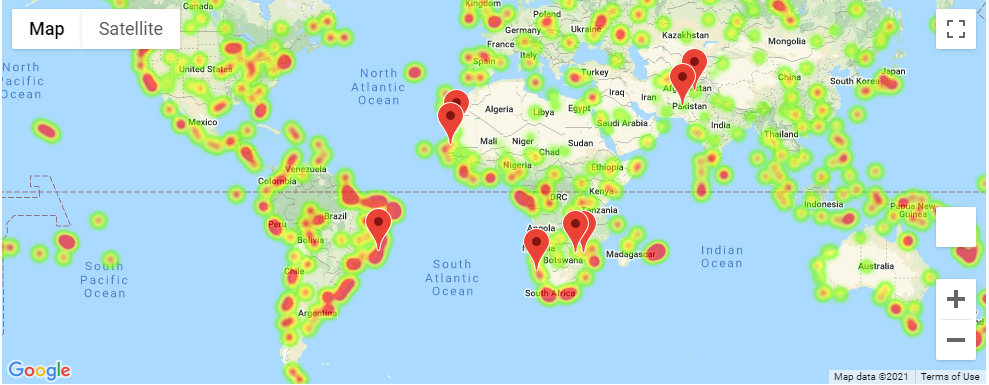 Map
Satellite
Canada
Kingdom
Poland
Germany
Ukraine
Kazakhstan
Mongolia
France
Italy
Spain
Turkey
United States
North
Pacific
Ocean
North
Atlantic
Ocean
China
South Korea
Japan
Iraq
Iran
Pakistan
Algeria
Libya
Egypt
Saudi Arabia
India
Thailand
Mexico
Mali
Niger
Chad
Sudan
Nigeria
Ethiopia
Venezuela
Colombia
DRC
Kenya
Tanzania
Indonesia
Papua New
Guinea
Brazil
Peru
Bolivia
Angola
Botswana
Madagascar
Chile
South Africa
Argentina
Australia
South
Pacific
Ocean
South
Atlantic
Ocean
Indian
Ocean
Google
Map data ©2021
Terms of Use